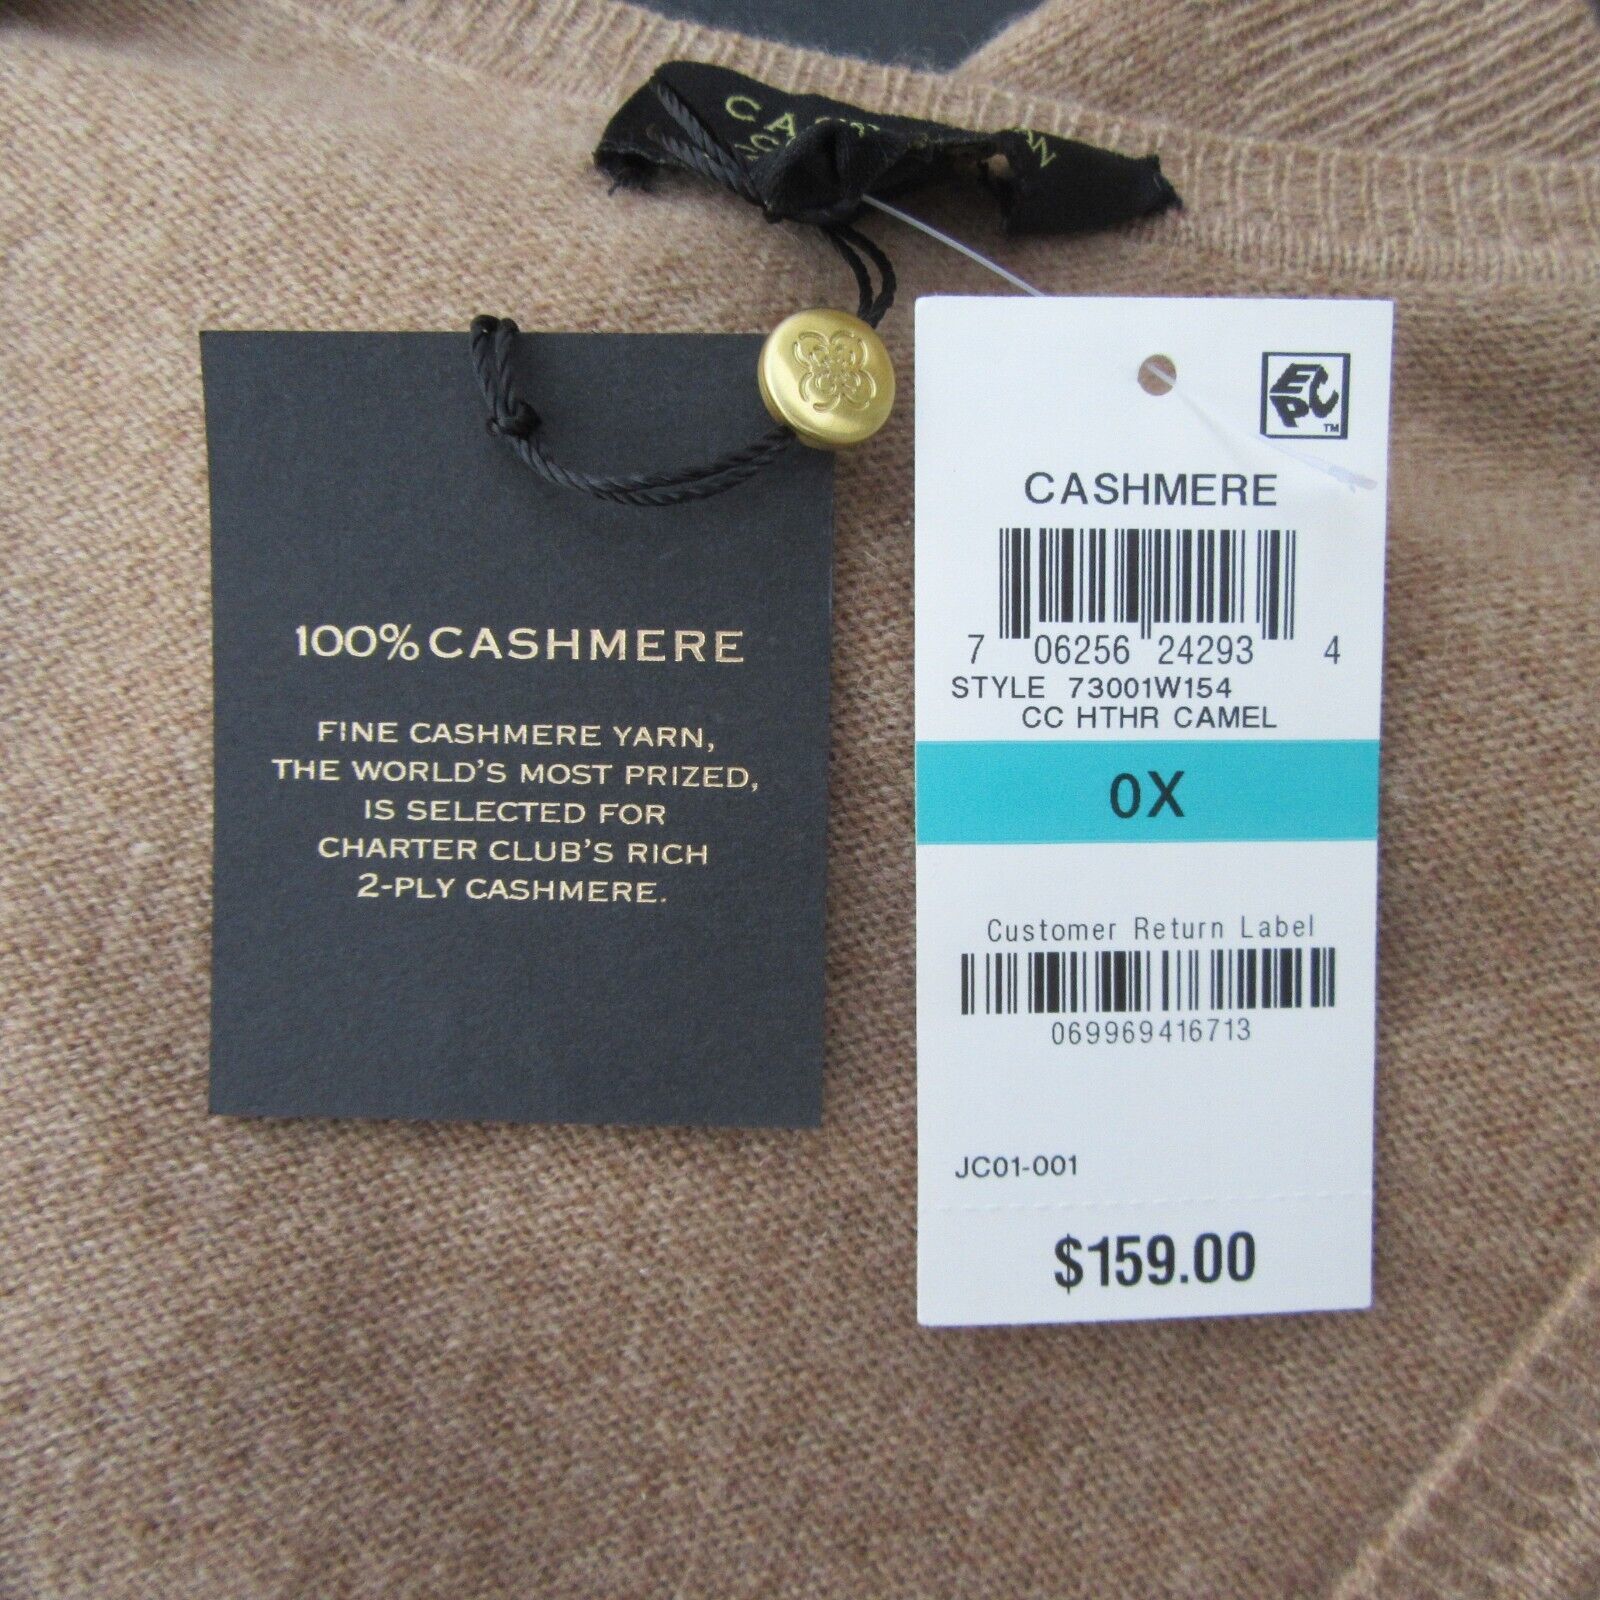 100% CASHMERE
FINE CASHMERE YARN,
THE WORLD'S MOST PRIZED,
IS SELECTED FOR
CHARTER CLUB'S RICH
2-PLY CASHMERE.
EPC™
CASHMERE
7 06256 24293 4
STYLE 73001W154
CC HTHR CAMEL
0X
Customer Return Label
069969416713
JC01-001
$159.00